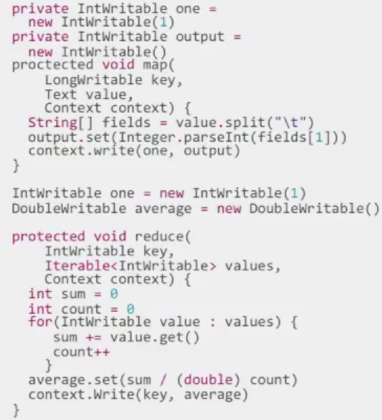 private IntWritable one =
new IntWritable(1)
private IntWritable output =
new IntWritable()
proctected void map(
LongWritable key,
Text value,
Context context) {
String[] fields = value.split("\t")
output.set(Integer.parseInt(fields[1]))
context.write(one, output)
}
IntWritable one = new IntWritable(1)
DoubleWritable average = new DoubleWritable()
protected void reduce(
IntWritable key,
Iterable<IntWritable> values,
Context context) {
int sum = 0
int count = 0
for(IntWritable value : values) {
sum += value.get()
count++
}
average.set(sum / (double) count)
context.Write(key, average)
}